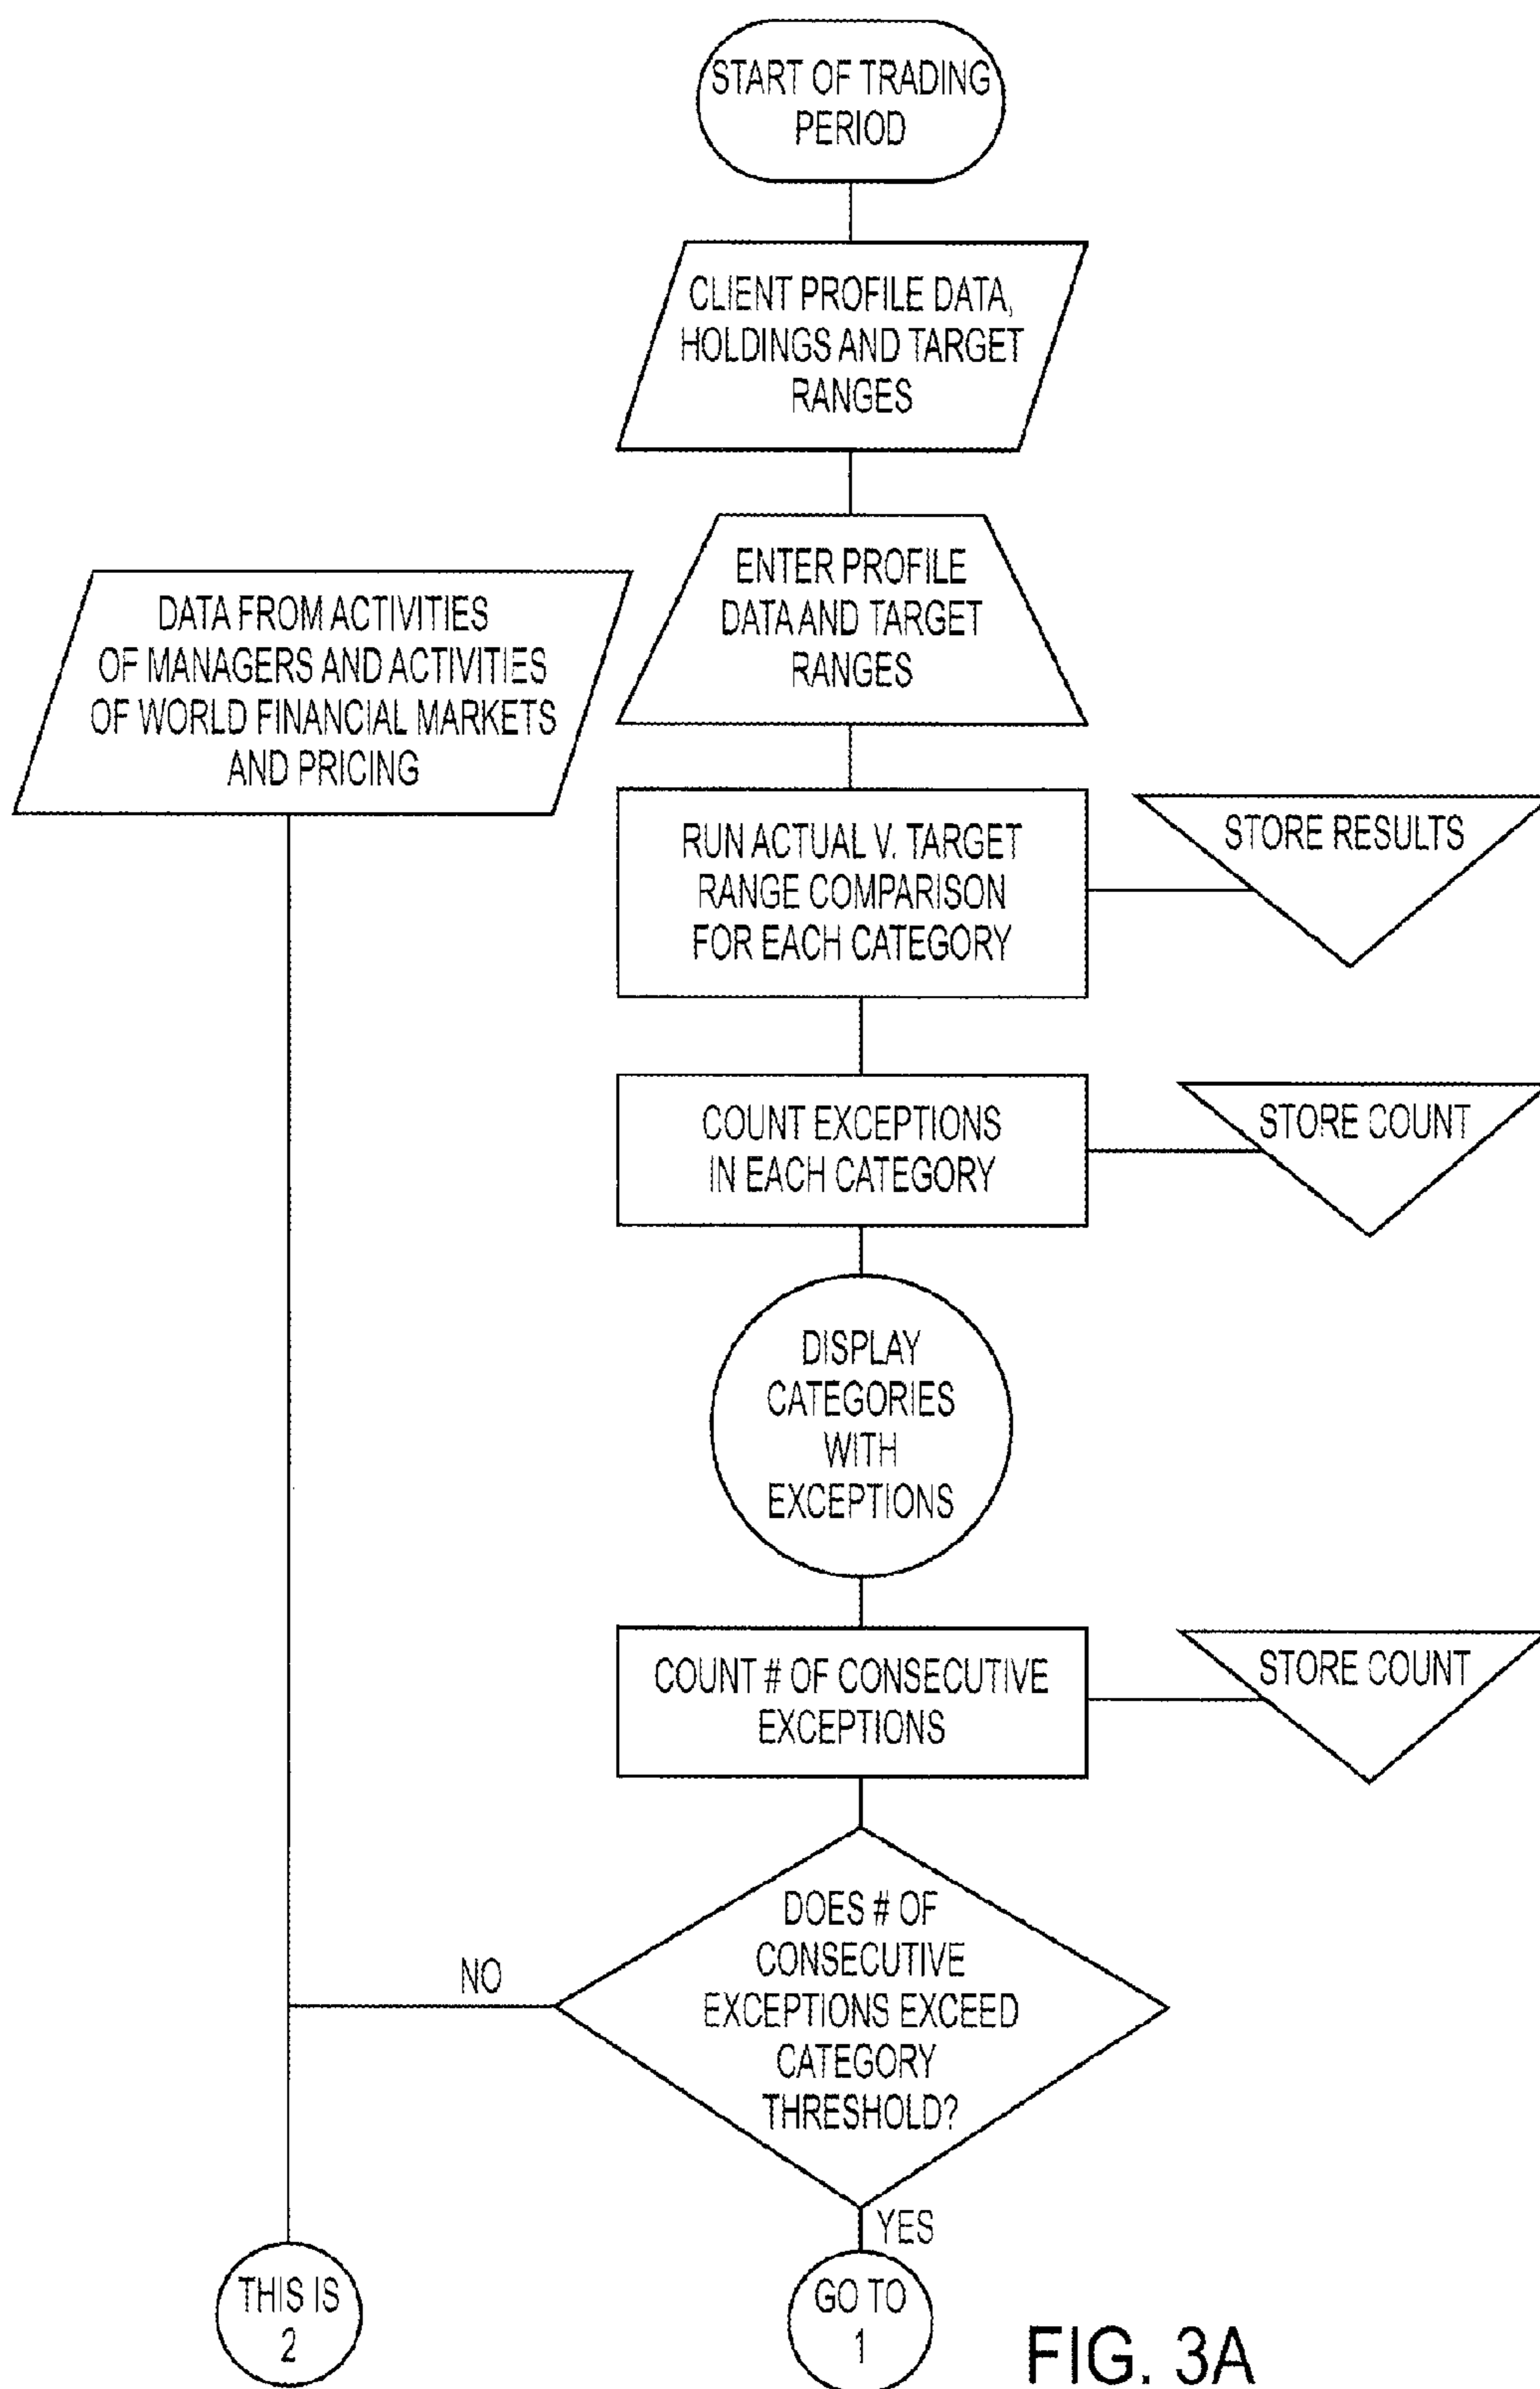 START OF TRADING
PERIOD
CLIENT PROFILE DATA,
HOLDINGS AND TARGET
RANGES
ENTER PROFILE
DATA AND TARGET
RANGES
DATA FROM ACTIVITIES
OF MANAGERS AND ACTIVITIES
OF WORLD FINANCIAL MARKETS
AND PRICING
RUN ACTUAL V. TARGET
RANGE COMPARISON
FOR EACH CATEGORY
STORE RESULTS
COUNT EXCEPTIONS
IN EACH CATEGORY
STORE COUNT
DISPLAY
CATEGORIES
WITH
EXCEPTIONS
COUNT # OF CONSECUTIVE
EXCEPTIONS
STORE COUNT
DOES # OF
CONSECUTIVE
EXCEPTIONS EXCEED
CATEGORY
THRESHOLD?
NO
YES
THIS IS
2
GO TO
1
FIG. 3A